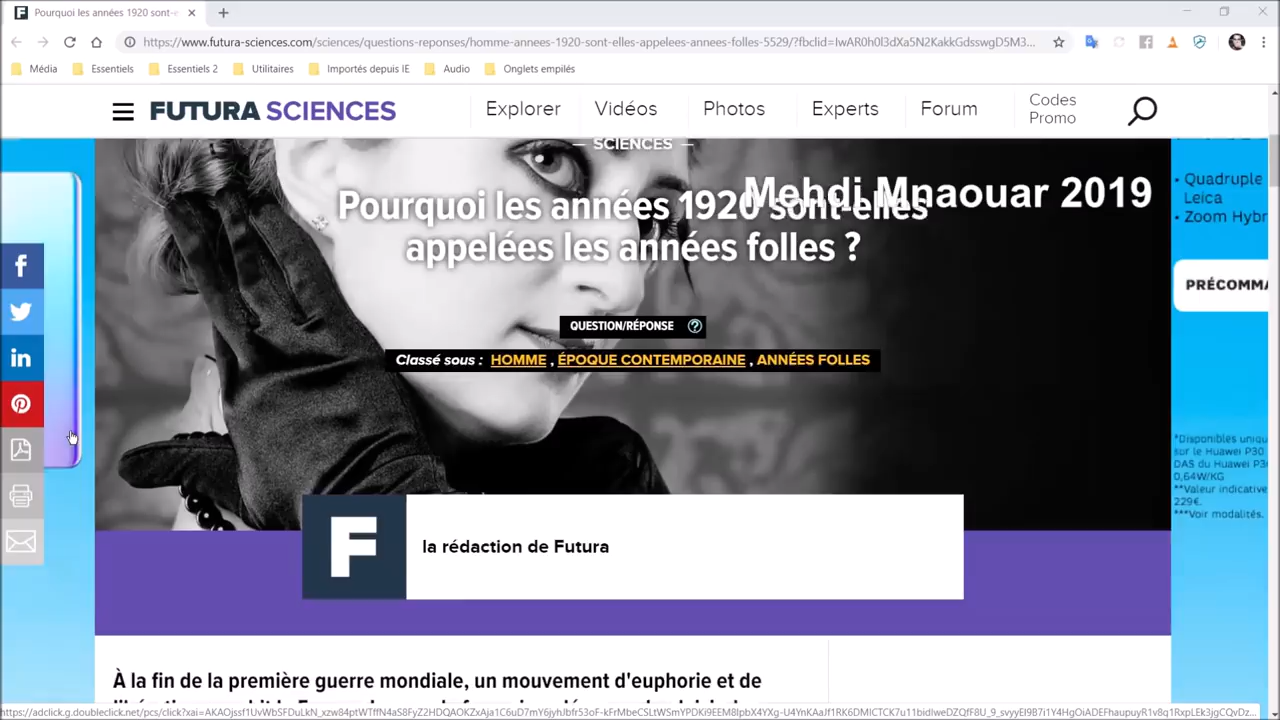 Pourquoi les années 1920 sont-e
https://www.futura-sciences.com/sciences/questions-reponses/homme-annees-1920-sont-elles-appelees-annees-folles-5529/?fbclid=IwAR0h0l3dXa5N2KakkGdsswgD5M3...
Média
Essentiels
Essentiels 2
Utilitaires
Importés depuis IE
Audio
Onglets empilés
FUTURA SCIENCES
Explorer
Vidéos
Photos
Experts
Forum
Codes
Promo
— SCIENCES —
Mehdi Mnaouar 2019
Pourquoi les années 1920 sont-elles
appelées les années folles ?
QUESTION/RÉPONSE ?
Classé sous : HOMME , ÉPOQUE CONTEMPORAINE , ANNÉES FOLLES
F
la rédaction de Futura
• Quadruple
Leica
• Zoom Hybr
PRÉCOMMA
*Disponibles uniqu
sur le Huawei P30
DAS du Huawei P3
0,64W/KG
**Valeur indicative
229€.
***Voir modalités.
À la fin de la première guerre mondiale, un mouvement d'euphorie et de